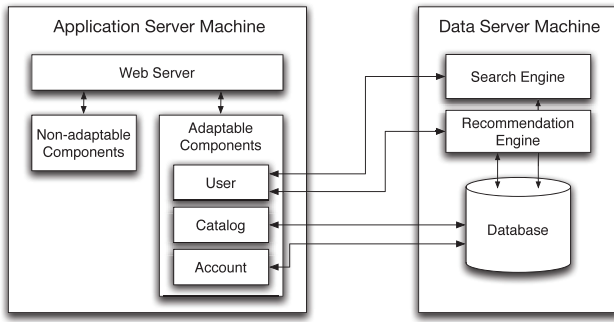 Application Server Machine
Web Server
Non-adaptable
Components
Adaptable
Components
User
Catalog
Account
Data Server Machine
Search Engine
Recommendation
Engine
Database